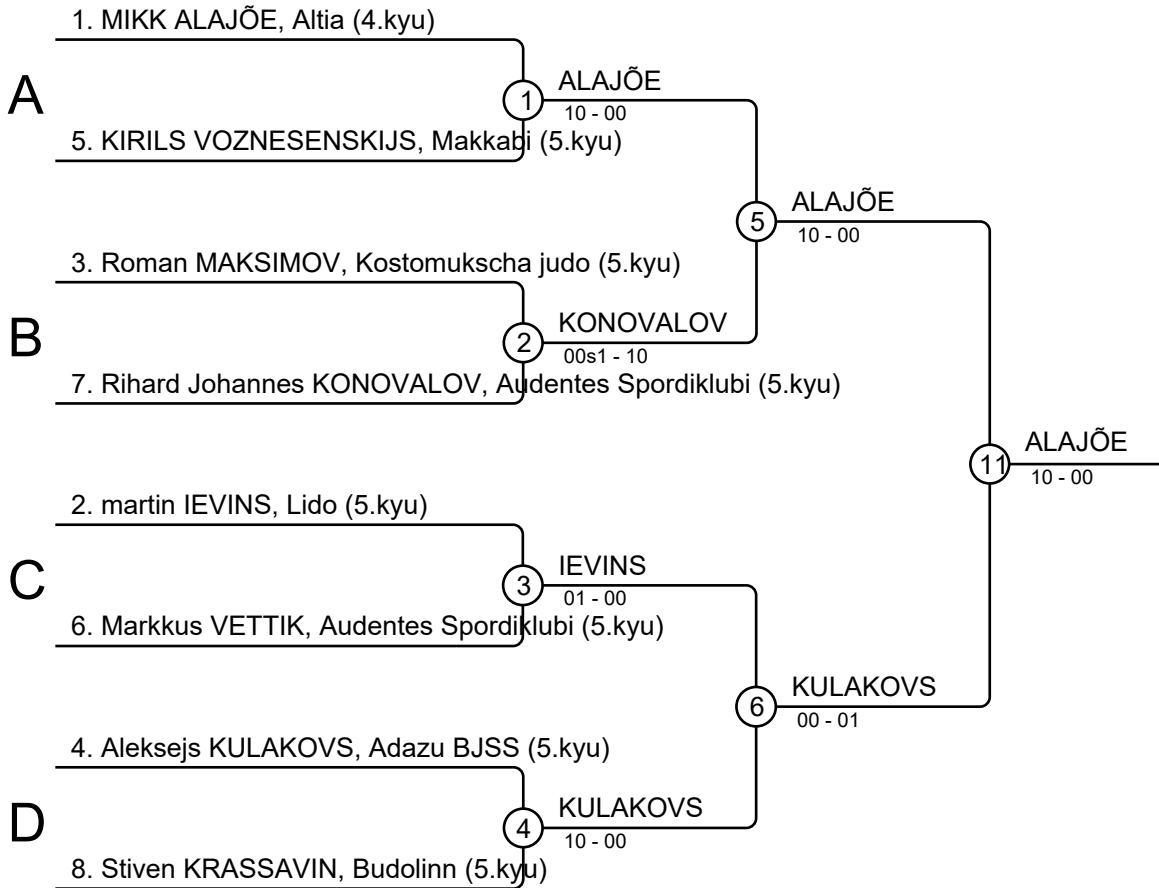 1. MIKK ALAJÕE, Altia (4.kyu)
A
1
ALAJÕE
10 - 00
5. KIRILS VOZNESENSKIJS, Makkabi (5.kyu)
5
ALAJÕE
10 - 00
3. Roman MAKSIMOV, Kostomukscha judo (5.kyu)
B
2
KONOVALOV
00s1 - 10
7. Rihard Johannes KONOVALOV, Audentes Spordiklubi (5.kyu)
11
ALAJÕE
10 - 00
2. martin IEVINS, Lido (5.kyu)
C
3
IEVINS
01 - 00
6. Markkus VETTIK, Audentes Spordiklubi (5.kyu)
6
KULAKOVS
00 - 01
4. Aleksejs KULAKOVS, Adazu BJSS (5.kyu)
D
4
KULAKOVS
10 - 00
8. Stiven KRASSAVIN, Budolinn (5.kyu)